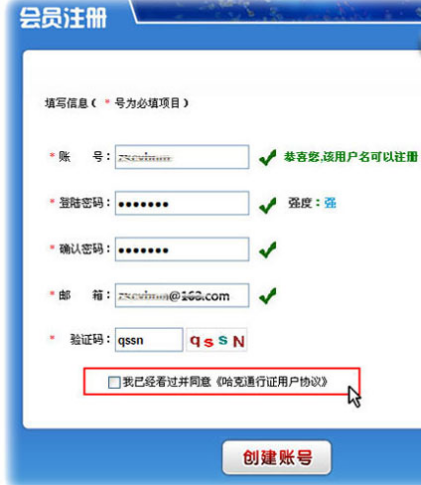 会员注册
填写信息（ * 号为必填项目）
* 账 号： 恭喜您,该用户名可以注册
* 登陆密码：●●●●●●● 强度：强
* 确认密码：●●●●●●●
* 邮 箱： @163.com
* 验证码：qssn qssN
我已经看过并同意《哈克通行证用户协议》
创建账号